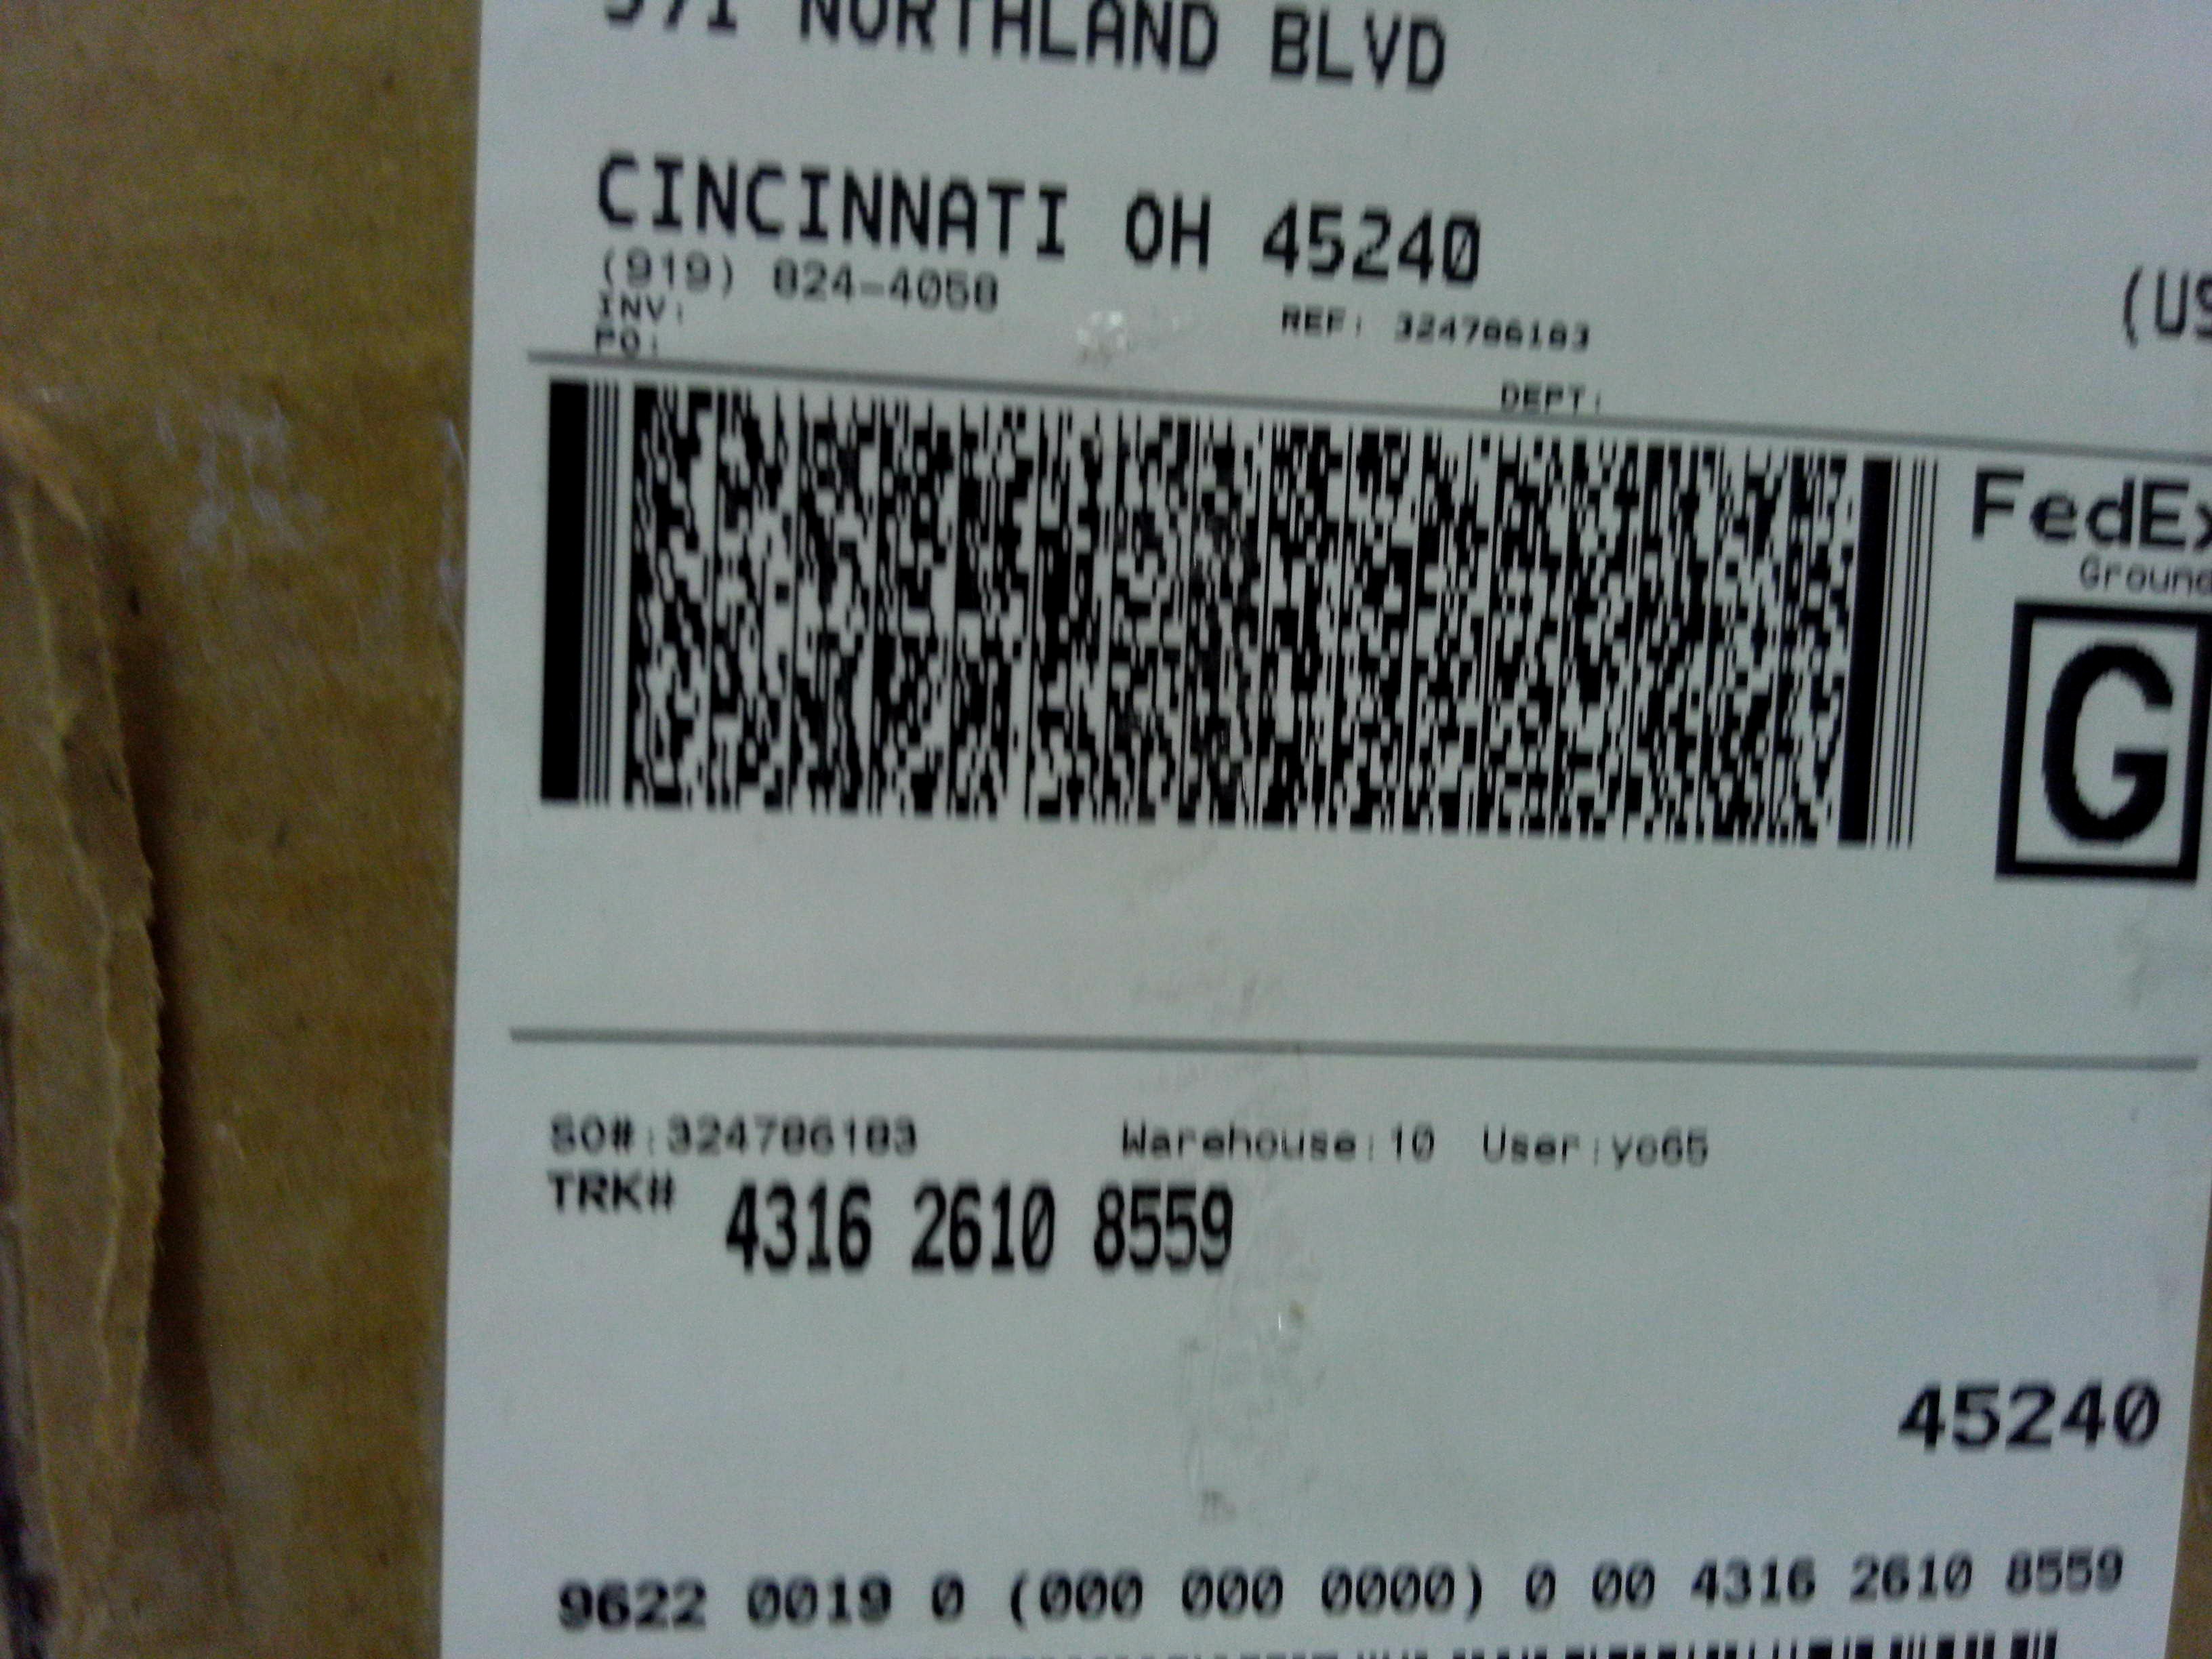 NORTHLAND BLVD
CINCINNATI OH 45240
(919) 824-4058
INV:
PO:
REF: 324786183
(US
DEPT:
FedEx
Ground
G
SO#:324786183 Warehouse:10 User:yc65
TRK# 4316 2610 8559
45240
9622 0019 0 (000 000 0000) 0 00 4316 2610 8559